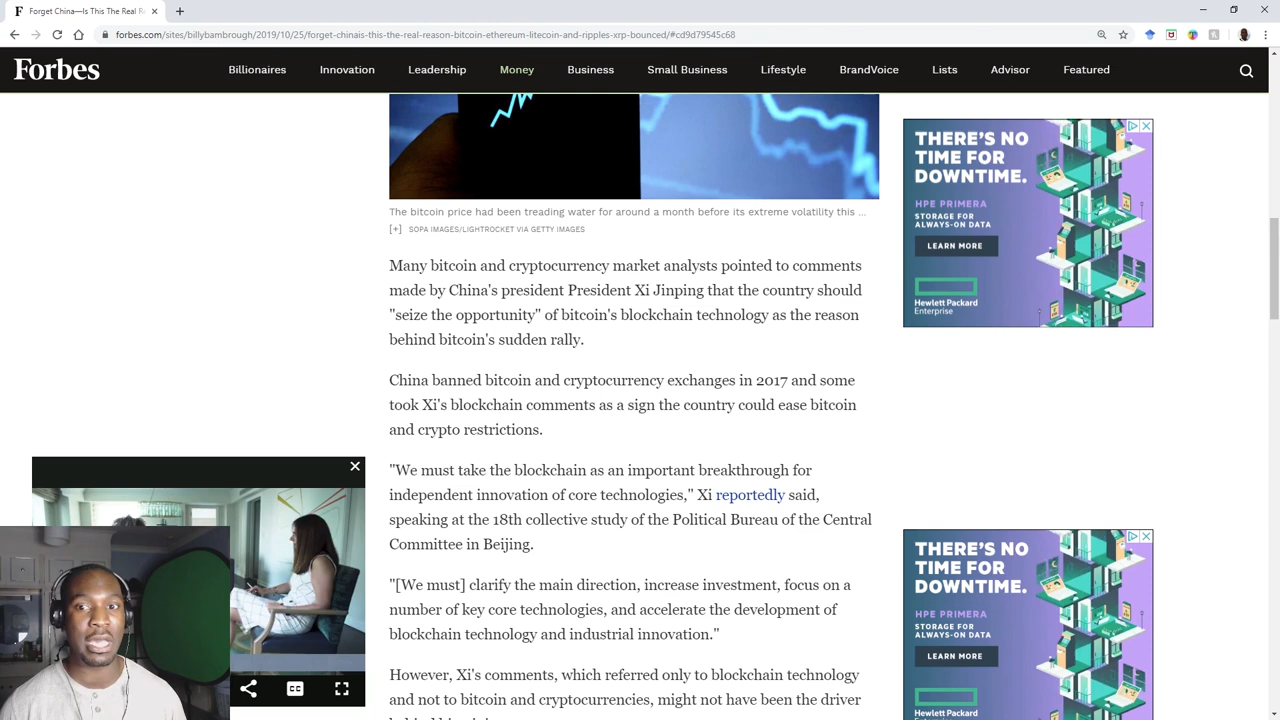 Forget China—Is This The Real R
forbes.com/sites/billybambrough/2019/10/25/forget-chinais-this-the-real-reason-bitcoin-ethereum-litecoin-and-ripples-xrp-bounced/#cd9d79545c68
Forbes
Billionaires Innovation Leadership Money Business Small Business Lifestyle BrandVoice Lists Advisor Featured
The bitcoin price had been treading water for around a month before its extreme volatility this ...
[+] SOPA IMAGES/LIGHTROCKET VIA GETTY IMAGES
Many bitcoin and cryptocurrency market analysts pointed to comments
made by China's president President Xi Jinping that the country should
"seize the opportunity" of bitcoin's blockchain technology as the reason
behind bitcoin's sudden rally.
China banned bitcoin and cryptocurrency exchanges in 2017 and some
took Xi's blockchain comments as a sign the country could ease bitcoin
and crypto restrictions.
"We must take the blockchain as an important breakthrough for
independent innovation of core technologies," Xi reportedly said,
speaking at the 18th collective study of the Political Bureau of the Central
Committee in Beijing.
"[We must] clarify the main direction, increase investment, focus on a
number of key core technologies, and accelerate the development of
blockchain technology and industrial innovation."
However, Xi's comments, which referred only to blockchain technology
and not to bitcoin and cryptocurrencies, might not have been the driver
THERE'S NO
TIME FOR
DOWNTIME.
HPE PRIMERA
STORAGE FOR
ALWAYS-ON DATA
LEARN MORE
Hewlett Packard
Enterprise
THERE'S NO
TIME FOR
DOWNTIME.
HPE PRIMERA
STORAGE FOR
ALWAYS-ON DATA
LEARN MORE
Hewlett Packard
CC